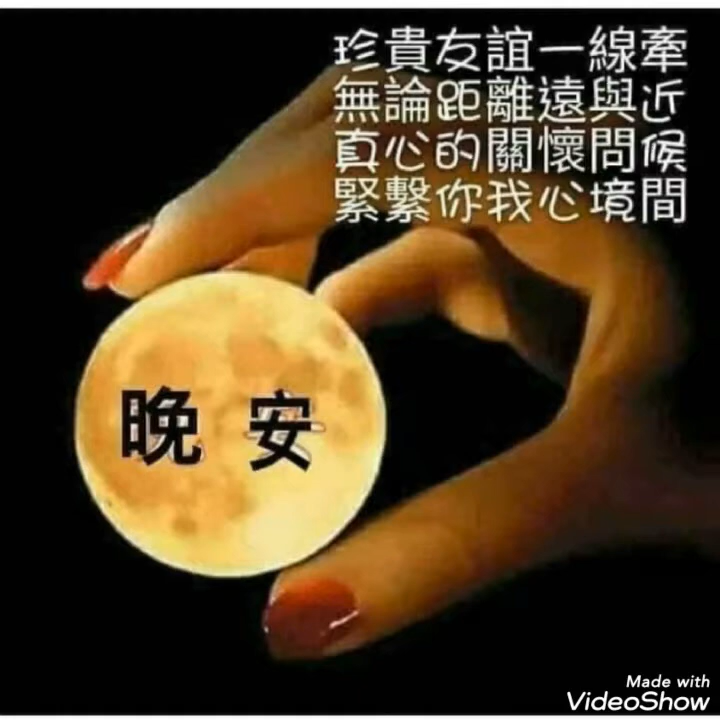 珍貴友誼一線牽
無論距離遠與近
真心的關懷問候
緊繫你我心境間
晚安
Made with
VideoShow